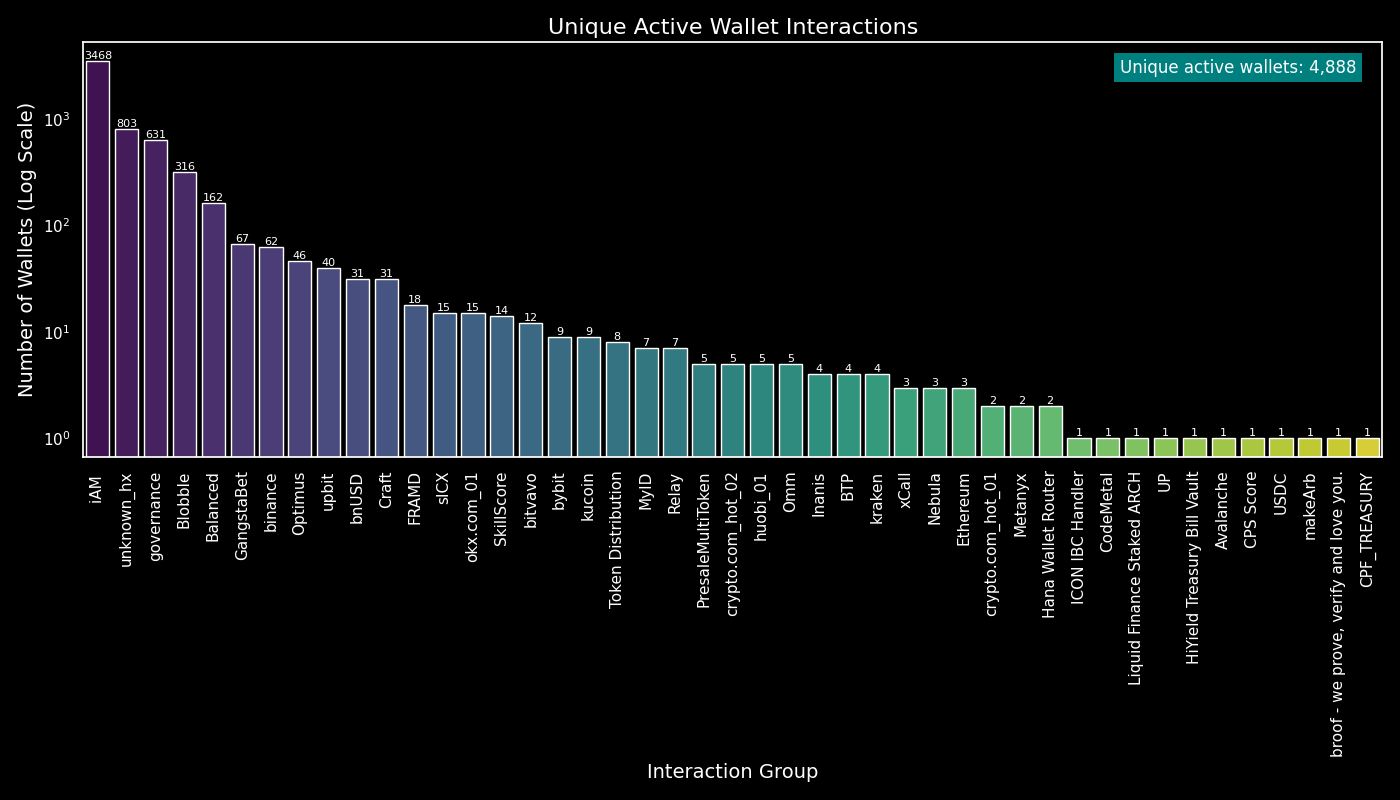 Unique Active Wallet Interactions
Unique active wallets: 4,888
Number of Wallets (Log Scale)
10³
10²
10¹
10⁰
3468
803
631
316
162
67
62
46
40
31
31
18
15
15
14
12
9
9
8
7
7
5
5
5
5
4
4
4
3
3
3
2
2
2
1
1
1
1
1
1
1
1
1
1
1
iAM
unknown_hx
governance
Blobble
Balanced
GangstaBet
binance
Optimus
upbit
bnUSD
Craft
FRAMD
sICX
okx.com_01
SkillScore
bitvavo
bybit
kucoin
Token Distribution
MyID
Relay
PresaleMultiToken
crypto.com_hot_02
huobi_01
Omm
Inanis
BTP
kraken
xCall
Nebula
Ethereum
crypto.com_hot_01
Metanyx
Hana Wallet Router
ICON IBC Handler
CodeMetal
Liquid Finance Staked ARCH
UP
HiYield Treasury Bill Vault
Avalanche
CPS Score
USDC
makeArb
broof - we prove, verify and love you.
CPF_TREASURY
Interaction Group